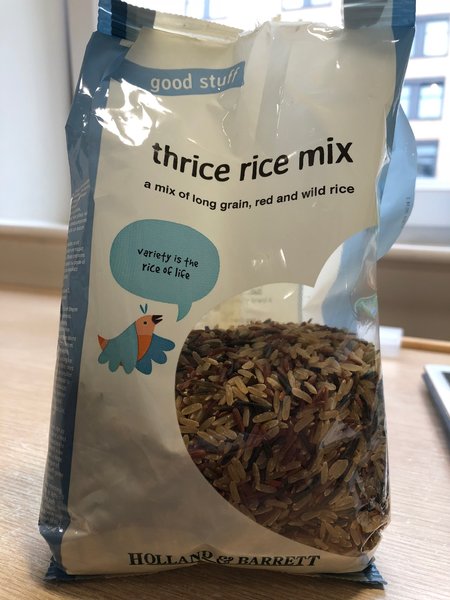 good stuff
thrice rice mix
a mix of long grain, red and wild rice
variety is the
rice of life
HOLLAND & BARRETT